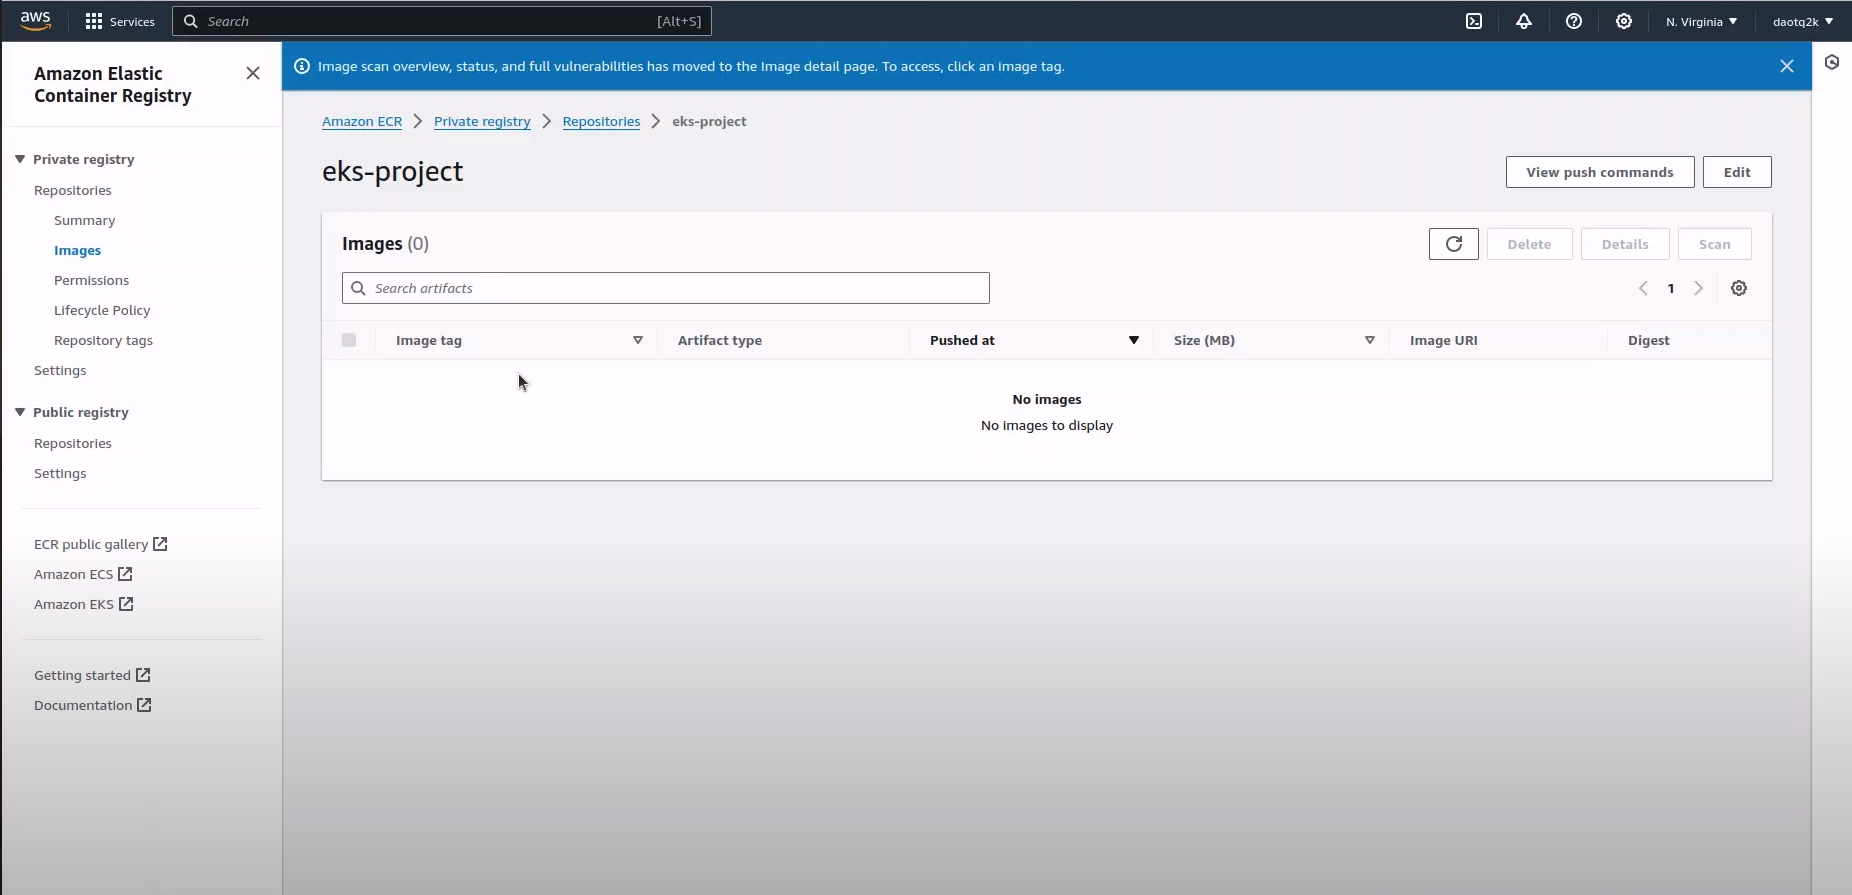 aws
Services
Search
[Alt+S]
N. Virginia
daotq2k
Amazon Elastic
Container Registry
Private registry
Repositories
Summary
Images
Permissions
Lifecycle Policy
Repository tags
Settings
Public registry
Repositories
Settings
ECR public gallery
Amazon ECS
Amazon EKS
Getting started
Documentation
Image scan overview, status, and full vulnerabilities has moved to the image detail page. To access, click an image tag.
Amazon ECR
Private registry
Repositories
eks-project
eks-project
View push commands
Edit
Images (0)
Delete
Details
Scan
Search artifacts
1
Image tag
Artifact type
Pushed at
Size (MB)
Image URI
Digest
No images
No images to display